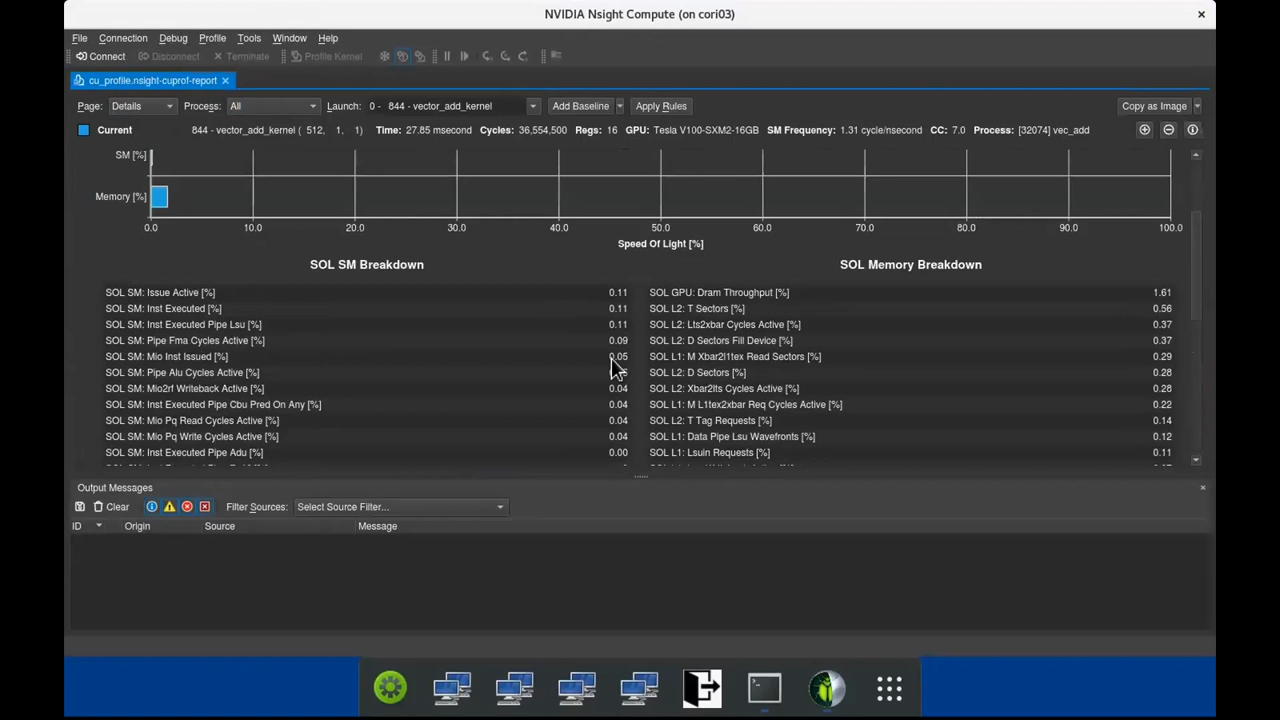 NVIDIA Nsight Compute (on cori03)
File Connection Debug Profile Tools Window Help
Connect Disconnect Terminate Profile Kernel
cu_profile.nsight-cuprof-report
Page: Details Process: All Launch: 0 - 844 - vector_add_kernel Add Baseline Apply Rules Copy as Image
Current 844 - vector_add_kernel ( 512, 1, 1) Time: 27.85 msecond Cycles: 36,554,500 Regs: 16 GPU: Tesla V100-SXM2-16GB SM Frequency: 1.31 cycle/nsecond CC: 7.0 Process: [32074] vec_add
SM [%]
Memory [%]
0.0 10.0 20.0 30.0 40.0 50.0 60.0 70.0 80.0 90.0 100.0
Speed Of Light [%]
SOL SM Breakdown
SOL SM: Issue Active [%] 0.11
SOL SM: Inst Executed [%] 0.11
SOL SM: Inst Executed Pipe Lsu [%] 0.11
SOL SM: Pipe Fma Cycles Active [%] 0.09
SOL SM: Mio Inst Issued [%] 0.05
SOL SM: Pipe Alu Cycles Active [%]
SOL SM: Mio2rf Writeback Active [%] 0.04
SOL SM: Inst Executed Pipe Cbu Pred On Any [%] 0.04
SOL SM: Mio Pq Read Cycles Active [%] 0.04
SOL SM: Mio Pq Write Cycles Active [%] 0.04
SOL SM: Inst Executed Pipe Adu [%] 0.00
SOL Memory Breakdown
SOL GPU: Dram Throughput [%] 1.61
SOL L2: T Sectors [%] 0.56
SOL L2: Lts2xbar Cycles Active [%] 0.37
SOL L2: D Sectors Fill Device [%] 0.37
SOL L1: M Xbar2l1tex Read Sectors [%] 0.29
SOL L2: D Sectors [%] 0.28
SOL L2: Xbar2lts Cycles Active [%] 0.28
SOL L1: M L1tex2xbar Req Cycles Active [%] 0.22
SOL L2: T Tag Requests [%] 0.14
SOL L1: Data Pipe Lsu Wavefronts [%] 0.12
SOL L1: Lsuin Requests [%] 0.11
Output Messages
Clear Filter Sources: Select Source Filter...
ID Origin Source Message